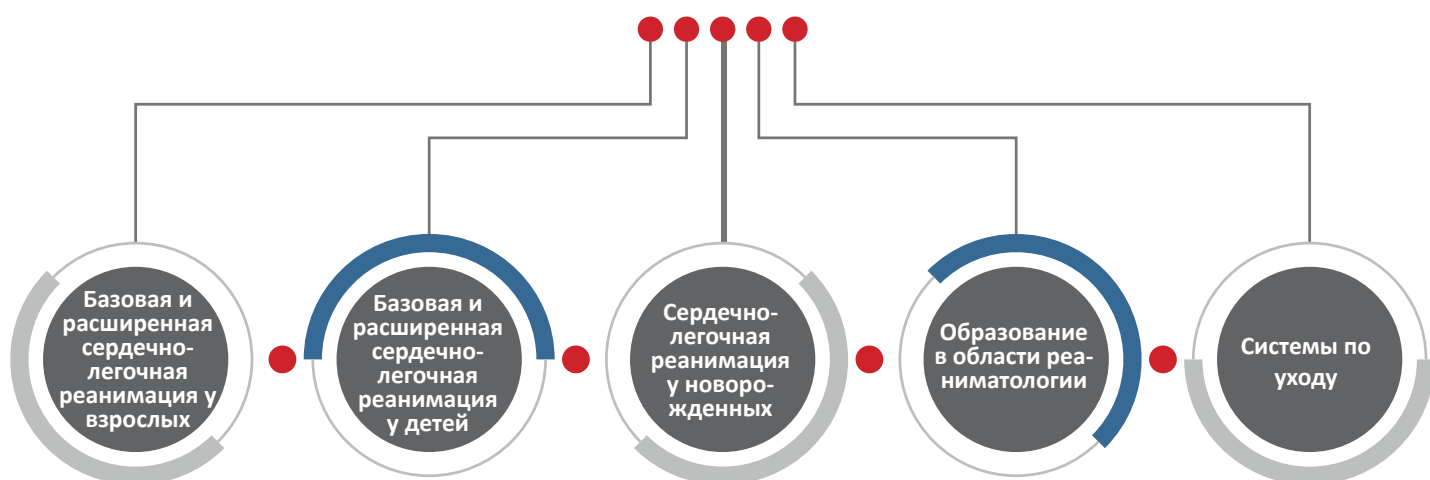 Базовая и
расширенная
сердечно-
легочная
реанимация у
взрослых
Базовая и
расширенная
сердечно-
легочная
реанимация
у детей
Сердечно-
легочная
реанимация
у новоро-
жденных
Образование
в области реа-
ниматологии
Системы по
уходу